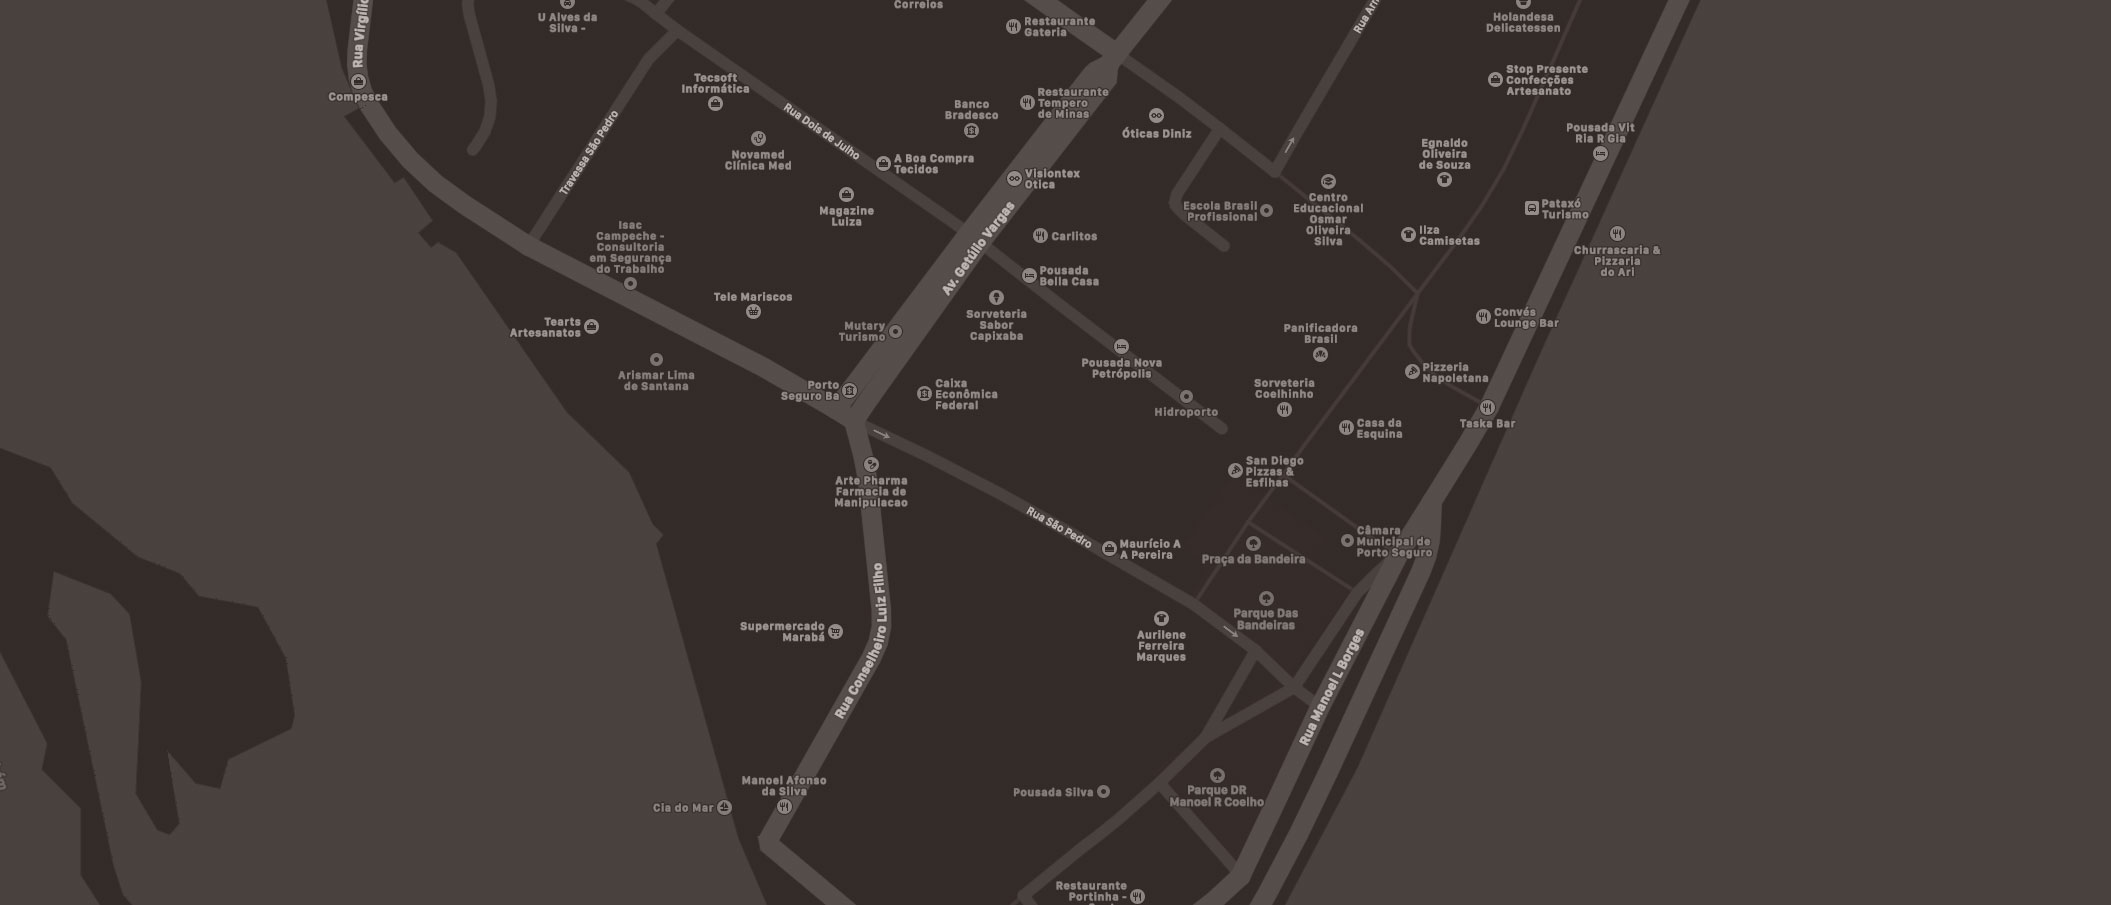 Correios
U Alves da
Silva -
Restaurante
Gateria
Holandesa
Delicatessen
Rua Virgílio
Compesca
Tecsoft
Informática
Stop Presente
Confecções
Artesanato
Restaurante
Tempero
de Minas
Banco
Bradesco
Óticas Diniz
Pousada Vit
Ria R Gia
Rua Dois de Julho
Travessa São Pedro
Novamed
Clínica Med
A Boa Compra
Tecidos
Egnaldo
Oliveira
de Souza
Visiontex
Otica
Magazine
Luiza
Escola Brasil
Profissional
Centro
Educacional
Osmar
Oliveira
Silva
Pataxó
Turismo
Ilza
Camisetas
Carlitos
Isac
Campeche -
Consultoria
em Segurança
do Trabalho
Av. Getúlio Vargas
Churrascaria &
Pizzaria
do Ari
Pousada
Bella Casa
Tele Mariscos
Sorveteria
Sabor
Capixaba
Convés
Lounge Bar
Tearts
Artesanatos
Mutary
Turismo
Panificadora
Brasil
Arismar Lima
de Santana
Pousada Nova
Petrópolis
Pizzeria
Napoletana
Porto
Seguro Ba
Caixa
Econômica
Federal
Sorveteria
Coelhinho
Hidroporto
Casa da
Esquina
Taska Bar
San Diego
Pizzas &
Esfihas
Arte Pharma
Farmacia de
Manipulacao
Rua São Pedro
Maurício A
A Pereira
Câmara
Municipal de
Porto Seguro
Praça da Bandeira
Rua Conselheiro Luiz Filho
Supermercado
Marabá
Parque Das
Bandeiras
Aurilene
Ferreira
Marques
Rua Manoel L Borges
Manoel Afonso
da Silva
Cia do Mar
Pousada Silva
Parque DR
Manoel R Coelho
Restaurante
Portinha -